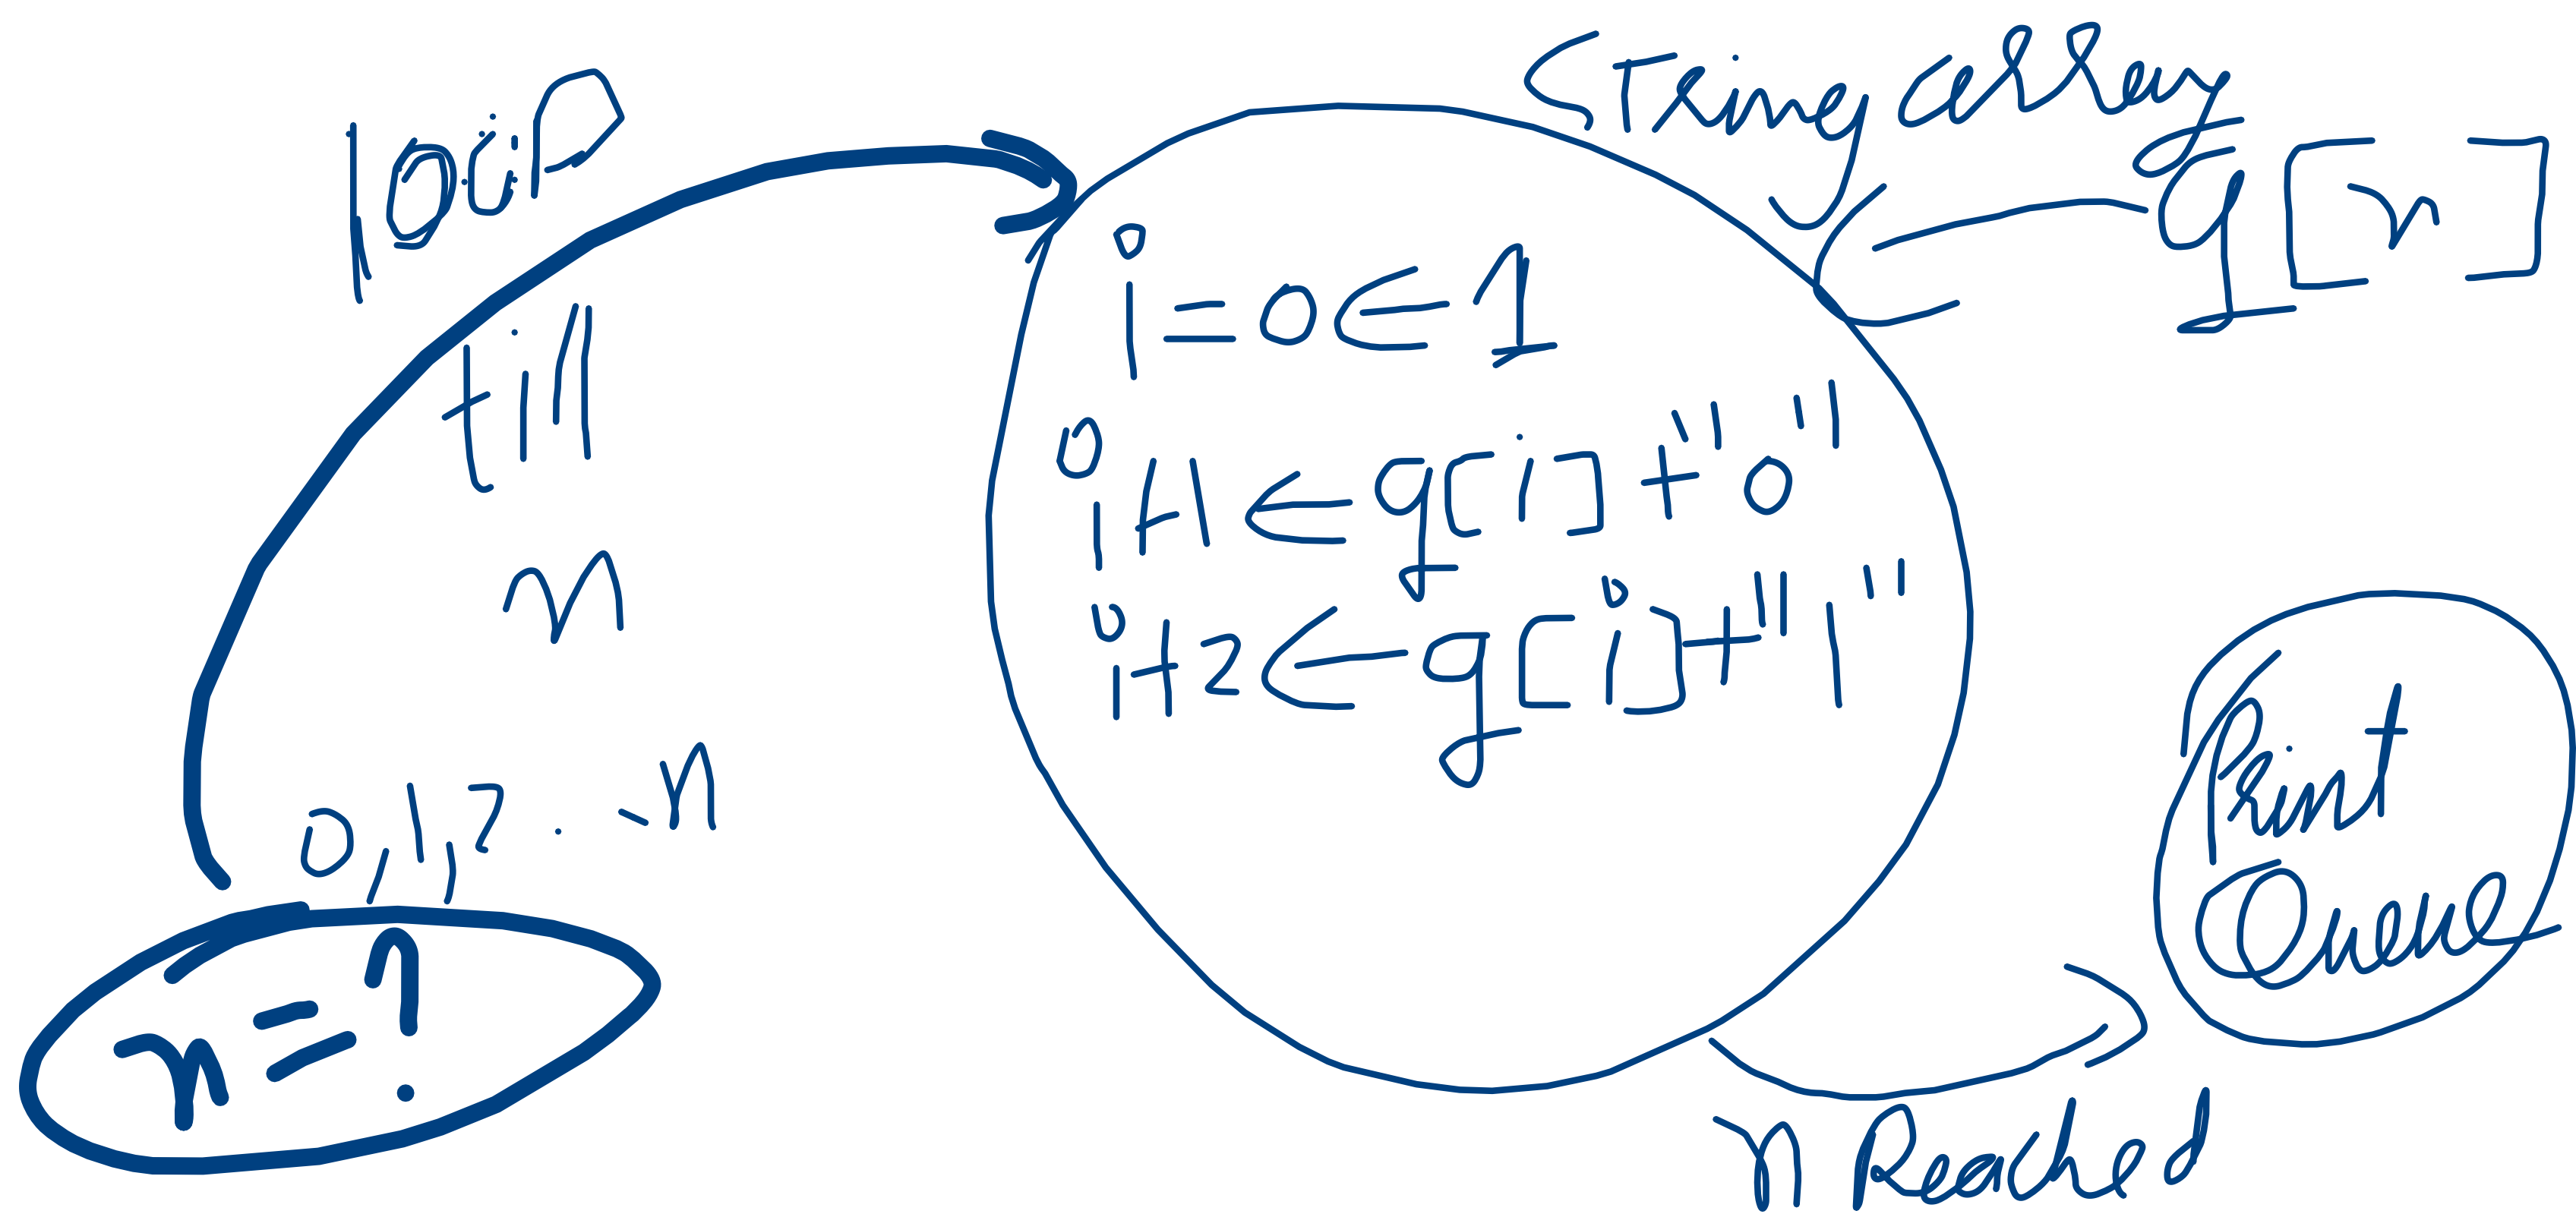 loop
till
n
0,1,2 . . n
n = ?
String array
q[n]
i = 0 ← 1
i+1 ← q[i] + "0"
i+2 ← q[i] + "1"
n Reached
Print
Queue